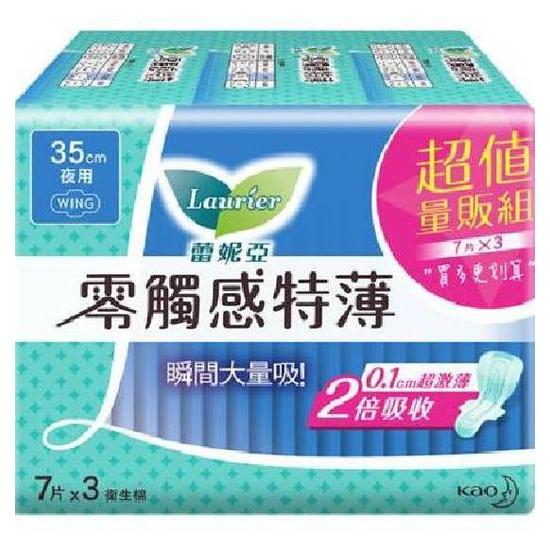 35cm
夜用
WING
Laurier
蕾妮亞
超值
量販組
7片×3
"買多更划算"
零觸感特薄
瞬間大量吸!
0.1cm超激薄
2倍吸收
7片x3 衛生棉
Kao